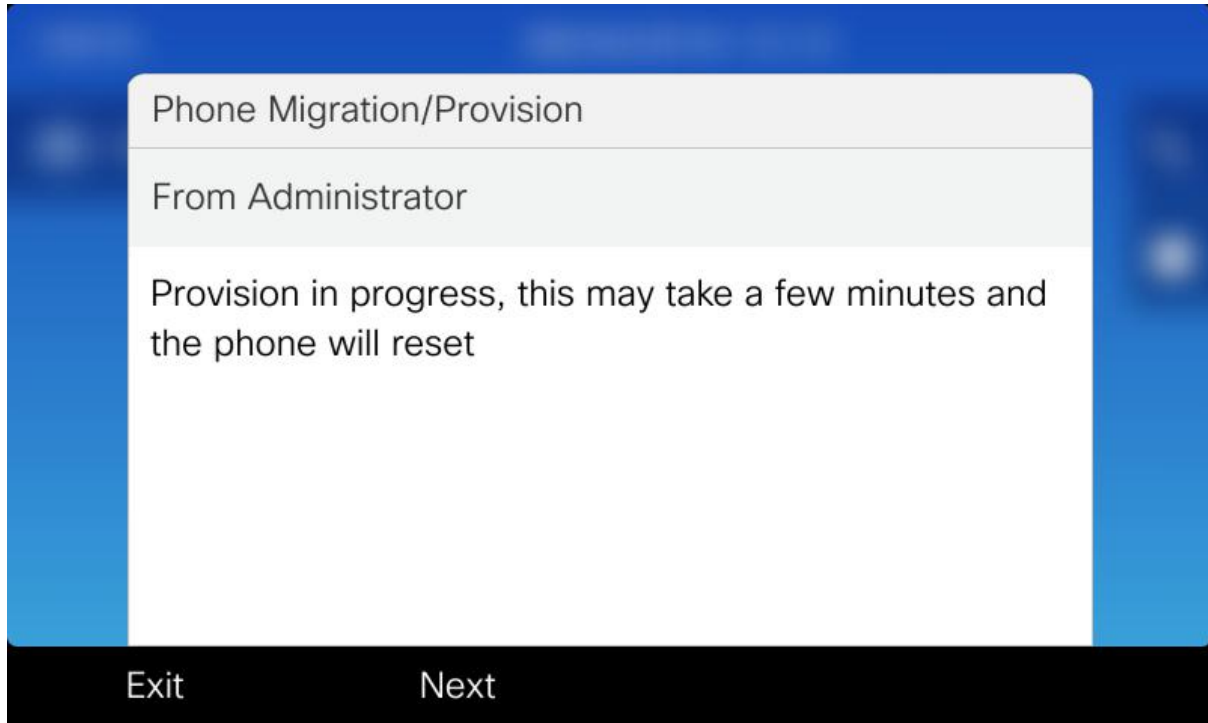 Phone Migration/Provision
From Administrator
Provision in progress, this may take a few minutes and
the phone will reset
Exit
Next